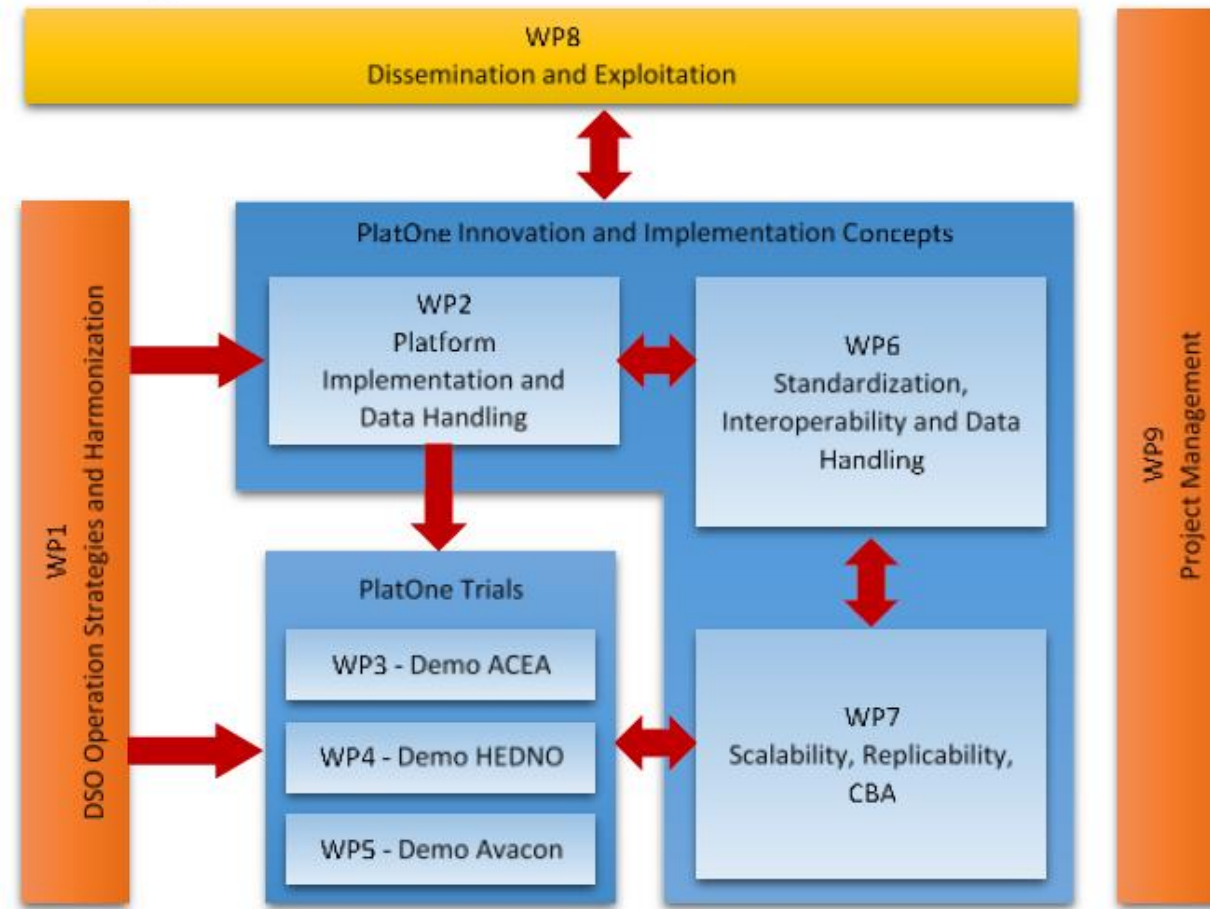 WP8
Dissemination and Exploitation
WP1
DSO Operation Strategies and Harmonization
PlatOne Innovation and Implementation Concepts
WP2
Platform
Implementation and
Data Handling
WP6
Standardization,
Interoperability and Data
Handling
PlatOne Trials
WP3 - Demo ACEA
WP4 - Demo HEDNO
WP5 - Demo Avacon
WP7
Scalability, Replicability,
CBA
WP9
Project Management